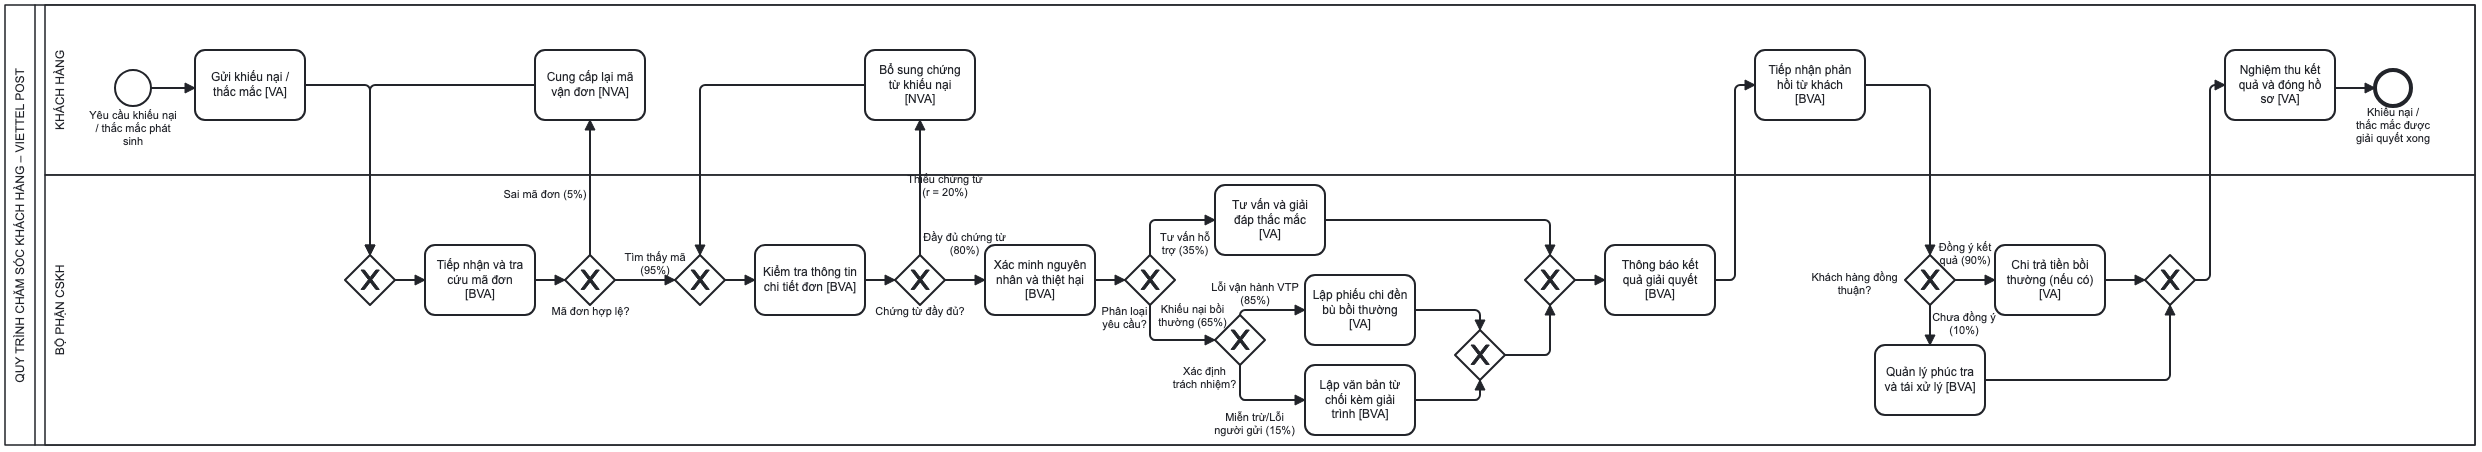 QUY TRÌNH CHĂM SÓC KHÁCH HÀNG – VIETTEL POST
KHÁCH HÀNG
Yêu cầu khiếu nại
/ thắc mắc phát
sinh
Gửi khiếu nại /
thắc mắc [VA]
Cung cấp lại mã
vận đơn [NVA]
Bổ sung chứng
từ khiếu nại
[NVA]
Tiếp nhận phản
hồi từ khách
[BVA]
Nghiệm thu kết
quả và đóng hồ
sơ [VA]
Khiếu nại /
thắc mắc được
giải quyết xong
BỘ PHẬN CSKH
Tiếp nhận và tra
cứu mã đơn
[BVA]
Sai mã đơn (5%)
Mã đơn hợp lệ?
Tìm thấy mã
(95%)
Kiểm tra thông tin
chi tiết đơn [BVA]
Thiếu chứng từ
(r = 20%)
Chứng từ đầy đủ?
Đầy đủ chứng từ
(80%)
Xác minh nguyên
nhân và thiệt hại
[BVA]
Phân loại
yêu cầu?
Tư vấn hỗ
trợ (35%)
Tư vấn và giải
đáp thắc mắc
[VA]
Khiếu nại bồi
thường (65%)
Xác định
trách nhiệm?
Lỗi vận hành VTP
(85%)
Lập phiếu chi đền
bù bồi thường
[VA]
Miễn trừ/Lỗi
người gửi (15%)
Lập văn bản từ
chối kèm giải
trình [BVA]
Thông báo kết
quả giải quyết
[BVA]
Khách hàng đồng
thuận?
Đồng ý kết
quả (90%)
Chi trả tiền bồi
thường (nếu có)
[VA]
Chưa đồng ý
(10%)
Quản lý phúc tra
và tái xử lý [BVA]